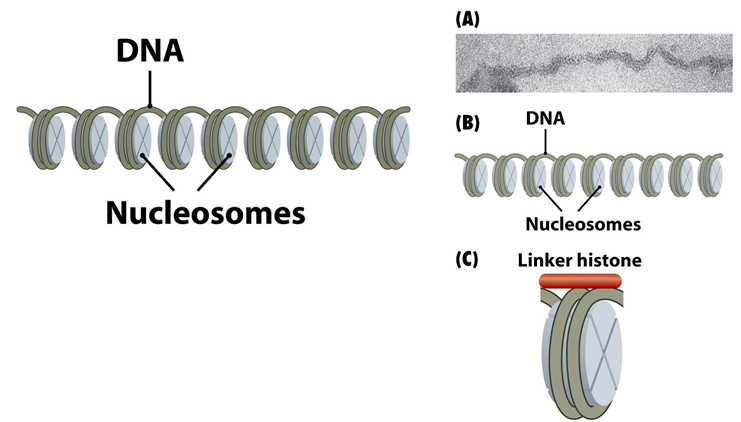 DNA
Nucleosomes
(A)
(B)
DNA
Nucleosomes
(C)
Linker histone